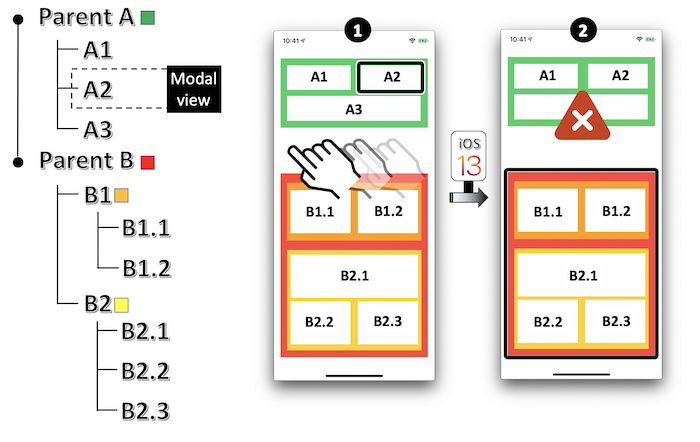 Parent A
A1
A2
Modal
view
A3
Parent B
B1
B1.1
B1.2
B2
B2.1
B2.2
B2.3
1
10:41
A1 A2
A3
B1.1 B1.2
B2.1
B2.2 B2.3
iOS
13
2
10:41
A1 A2
B1.1 B1.2
B2.1
B2.2 B2.3